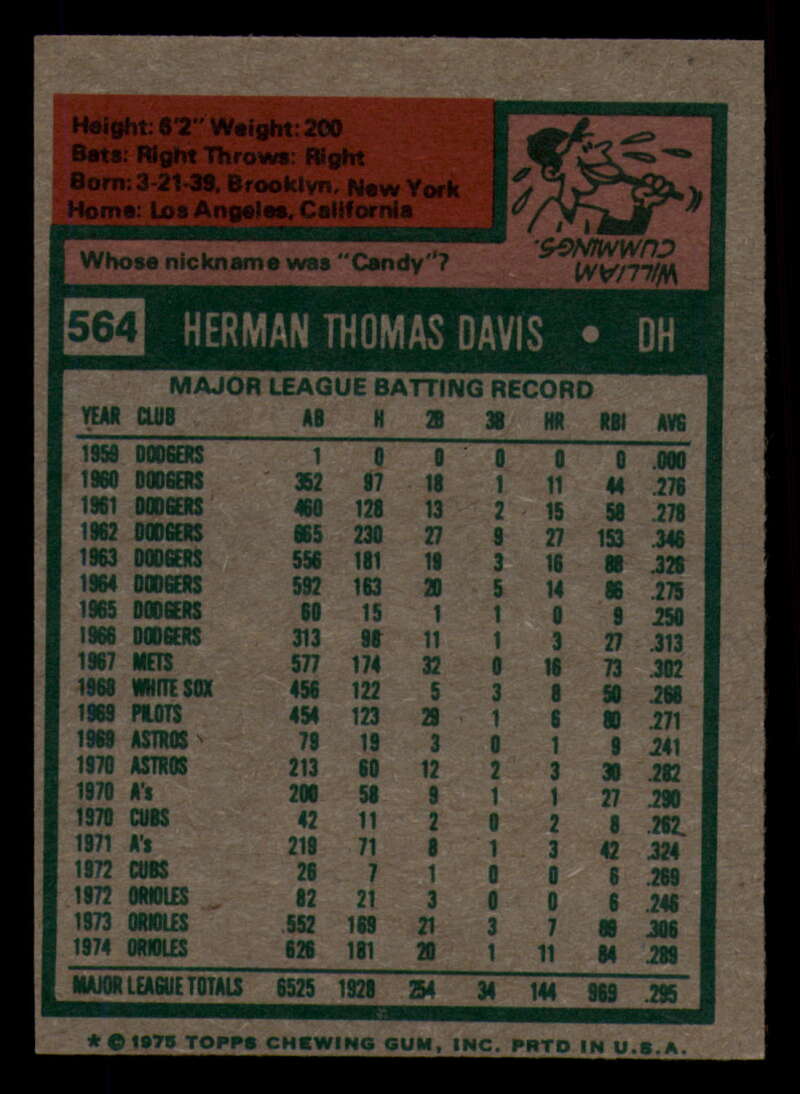 Height: 6'2" Weight: 200
Bats: Right Throws: Right
Born: 3-21-39, Brooklyn, New York
Home: Los Angeles, California
Whose nickname was "Candy"?
WILLIAM
CUMMINGS.
564 HERMAN THOMAS DAVIS • DH
MAJOR LEAGUE BATTING RECORD
YEAR CLUB AB H 2B 3B HR RBI AVG
1959 DODGERS 1 0 0 0 0 0 .000
1960 DODGERS 352 97 18 1 11 44 .276
1961 DODGERS 460 128 13 2 15 58 .278
1962 DODGERS 665 230 27 9 27 153 .346
1963 DODGERS 556 181 19 3 16 88 .326
1964 DODGERS 592 163 20 5 14 86 .275
1965 DODGERS 60 15 1 1 0 9 .250
1966 DODGERS 313 98 11 1 3 27 .313
1967 METS 577 174 32 0 16 73 .302
1968 WHITE SOX 456 122 5 3 8 50 .268
1969 PILOTS 454 123 29 1 6 80 .271
1969 ASTROS 79 19 3 0 1 9 .241
1970 ASTROS 213 60 12 2 3 30 .282
1970 A's 200 58 9 1 1 27 .290
1970 CUBS 42 11 2 0 2 8 .262
1971 A's 219 71 8 1 3 42 .324
1972 CUBS 26 7 1 0 0 6 .269
1972 ORIOLES 82 21 3 0 0 6 .246
1973 ORIOLES 552 169 21 3 7 89 .306
1974 ORIOLES 626 181 20 1 11 84 .289
MAJOR LEAGUE TOTALS 6525 1928 254 34 144 969 .295
* © 1975 TOPPS CHEWING GUM, INC. PRTD IN U.S.A.